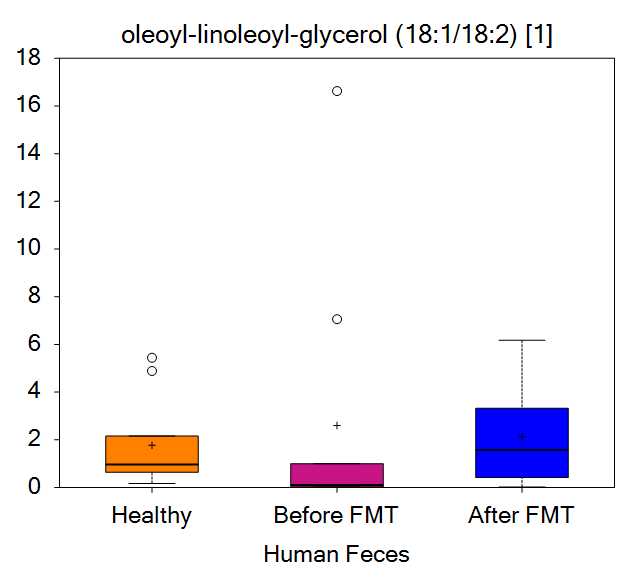 oleoyl-linoleoyl-glycerol (18:1/18:2) [1]
18
16
14
12
10
8
6
4
2
0
Healthy
Before FMT
After FMT
Human Feces